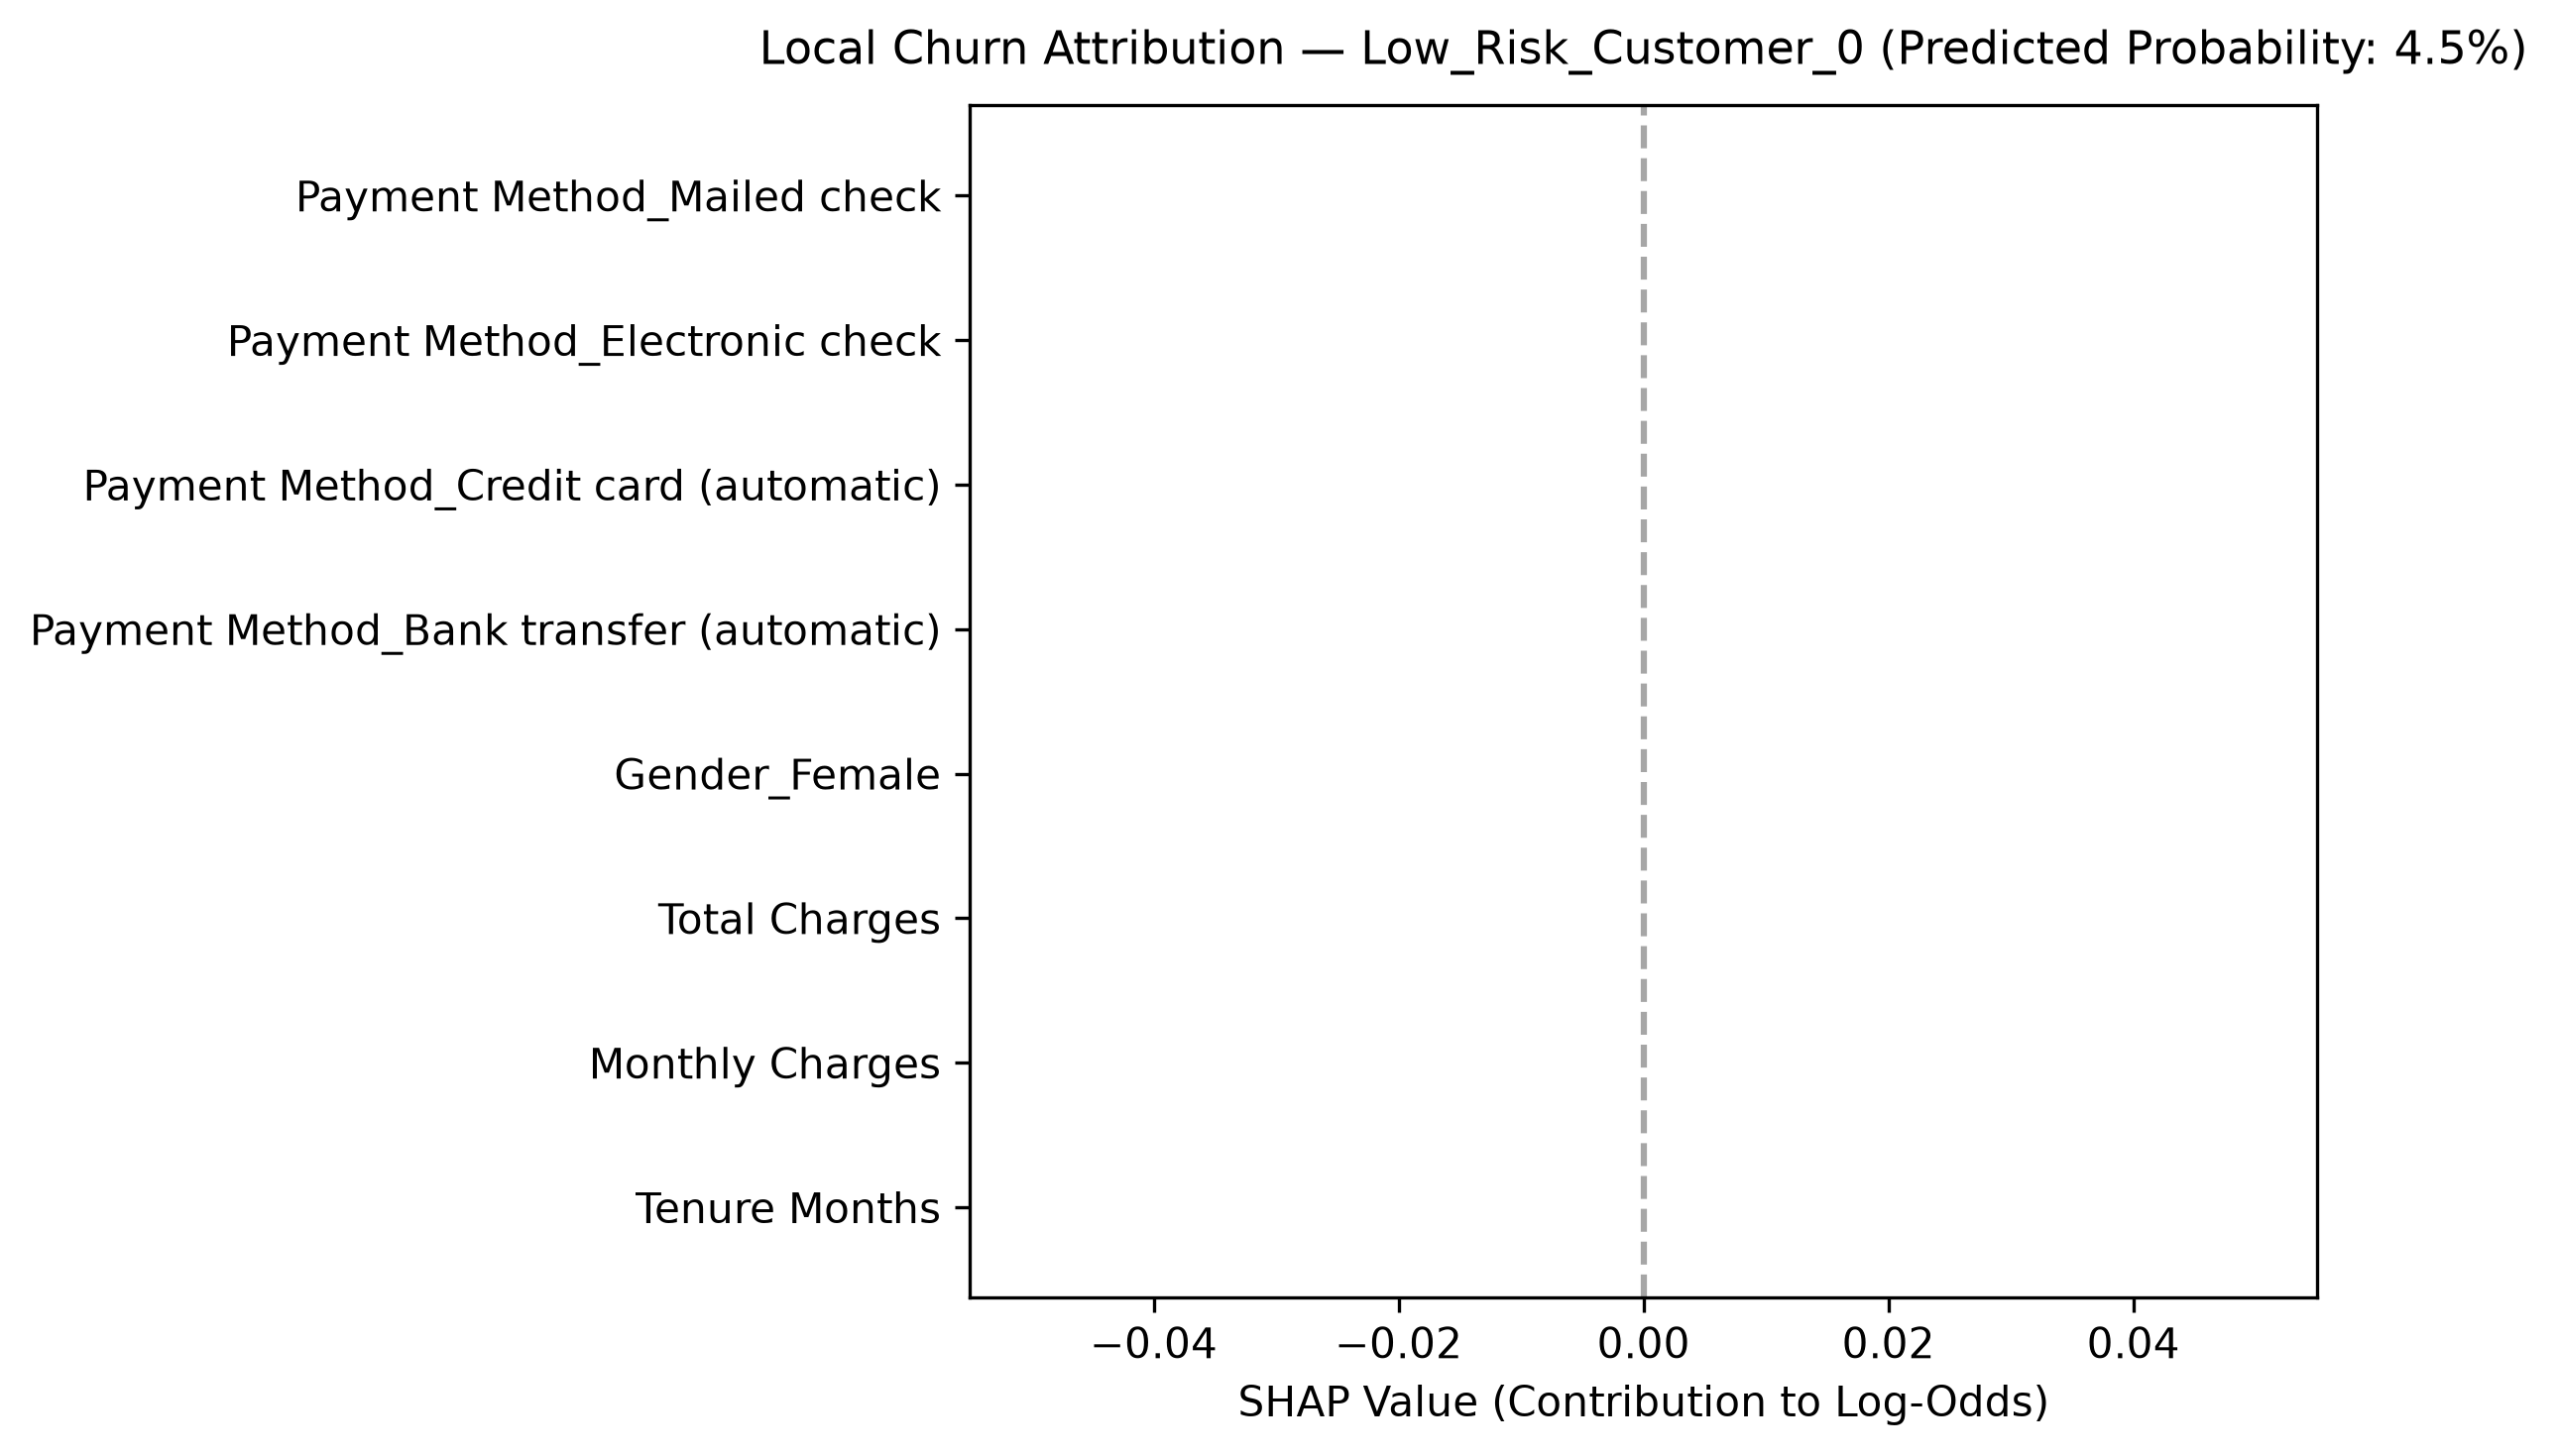 Local Churn Attribution — Low_Risk_Customer_0 (Predicted Probability: 4.5%)
Payment Method_Mailed check
Payment Method_Electronic check
Payment Method_Credit card (automatic)
Payment Method_Bank transfer (automatic)
Gender_Female
Total Charges
Monthly Charges
Tenure Months
−0.04 −0.02 0.00 0.02 0.04
SHAP Value (Contribution to Log-Odds)